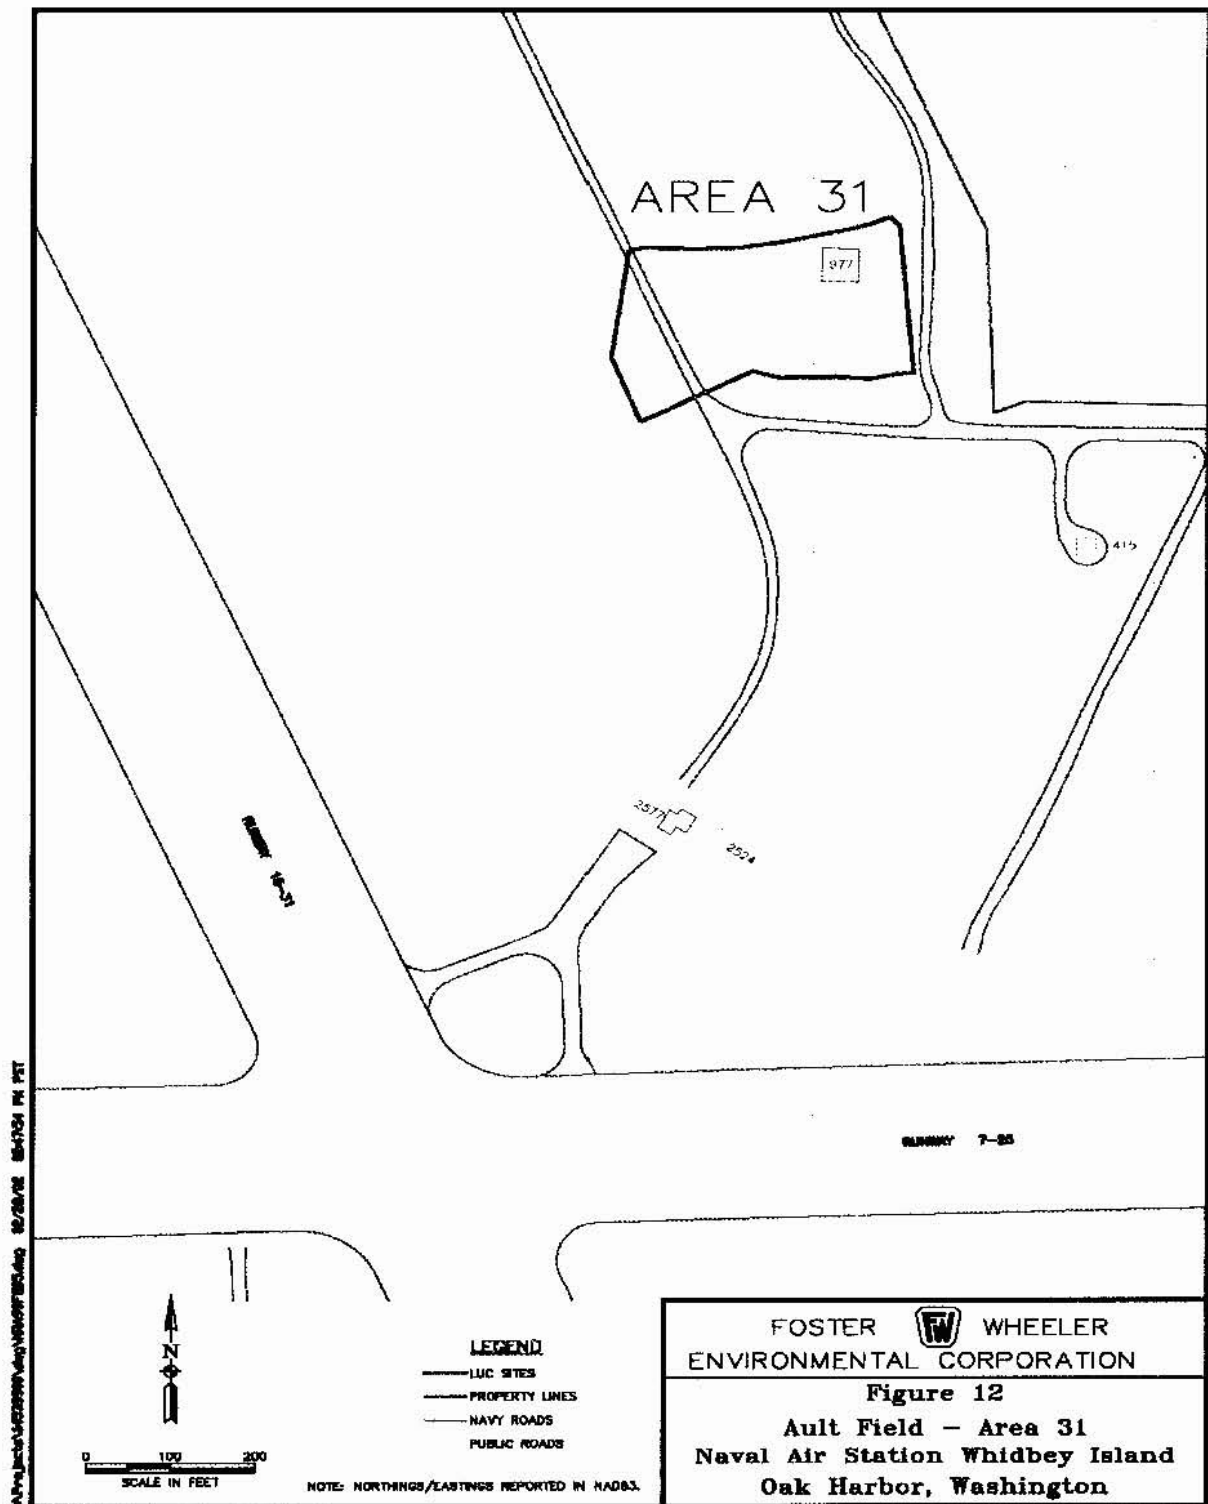 AREA 31
977
415
2577
2524
RUNWAY
RUNWAY 7-25
N
0 100 200
SCALE IN FEET
LEGEND
LUC SITES
PROPERTY LINES
NAVY ROADS
PUBLIC ROADS
NOTE: NORTHINGS/EASTINGS REPORTED IN NAD83.
FOSTER FW WHEELER
ENVIRONMENTAL CORPORATION
Figure 12
Ault Field – Area 31
Naval Air Station Whidbey Island
Oak Harbor, Washington